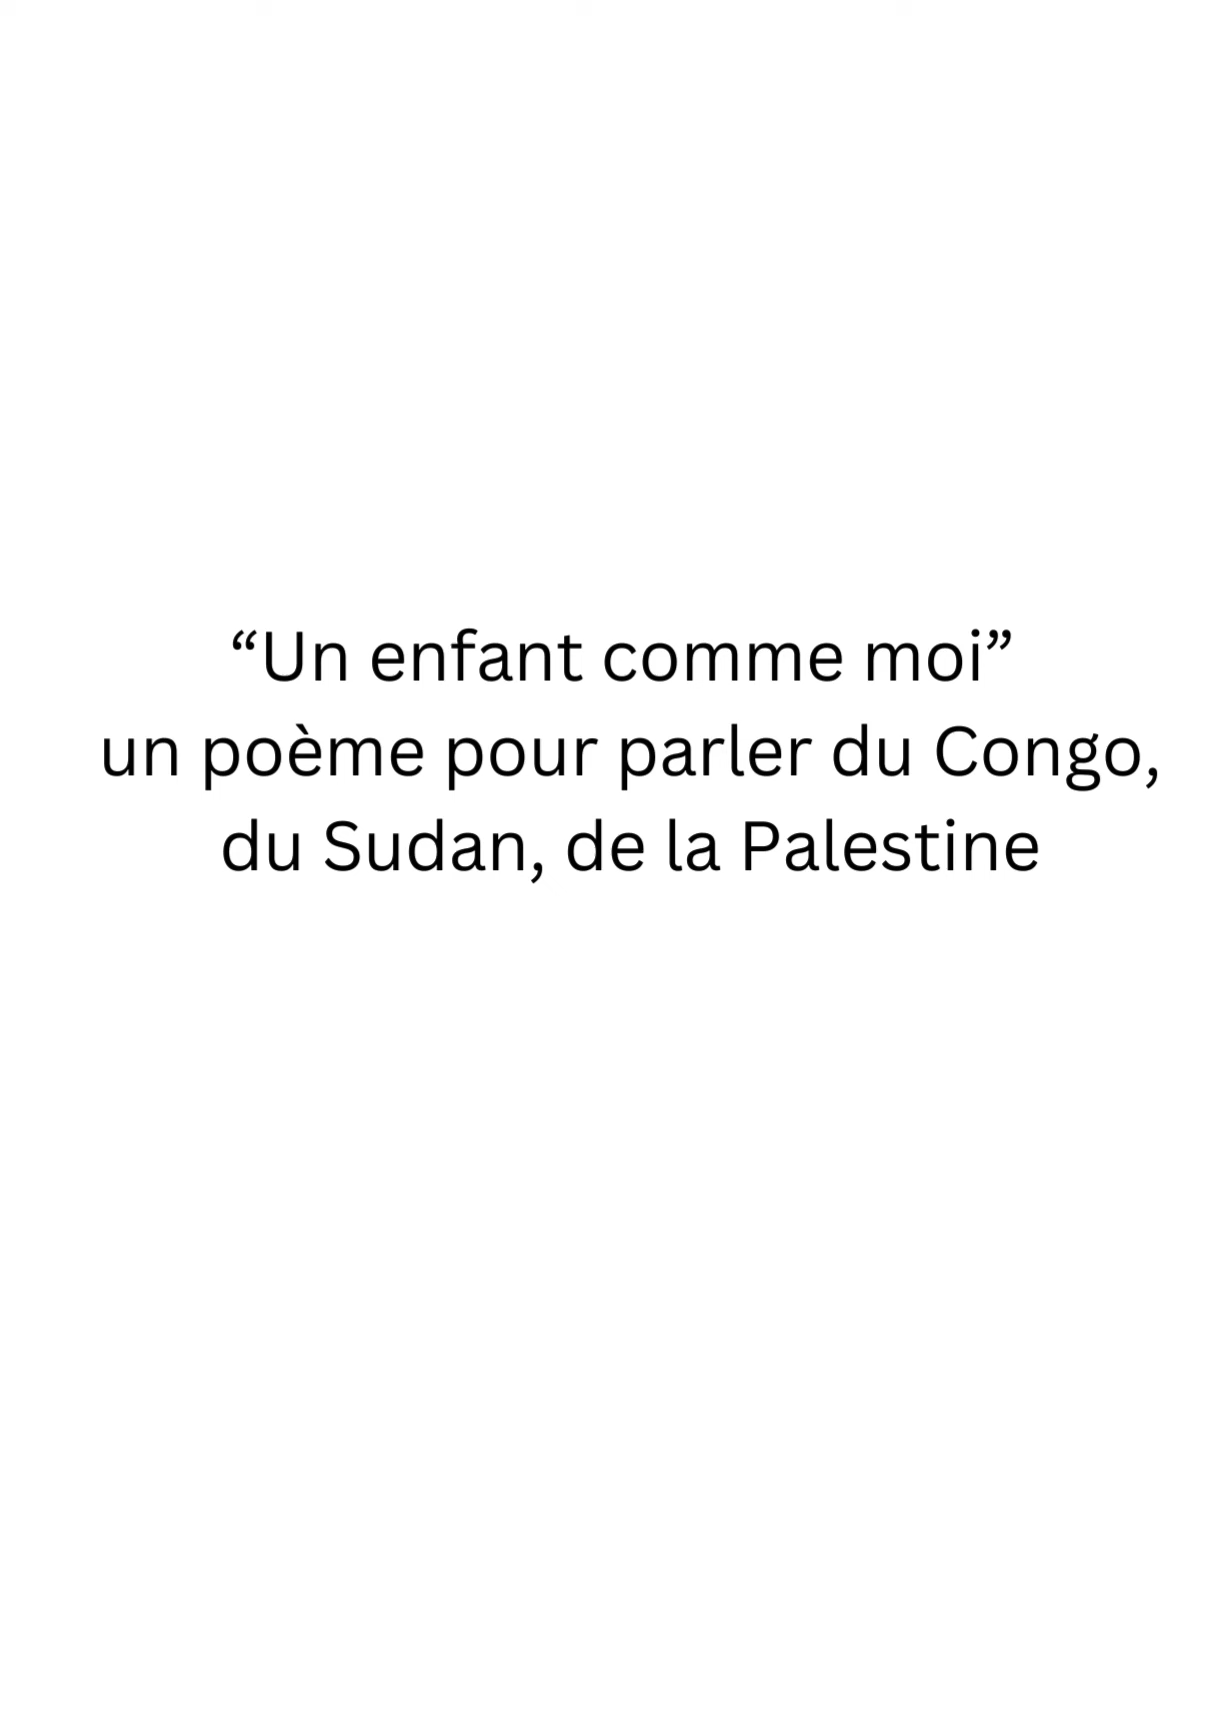 “Un enfant comme moi”
un poème pour parler du Congo,
du Sudan, de la Palestine